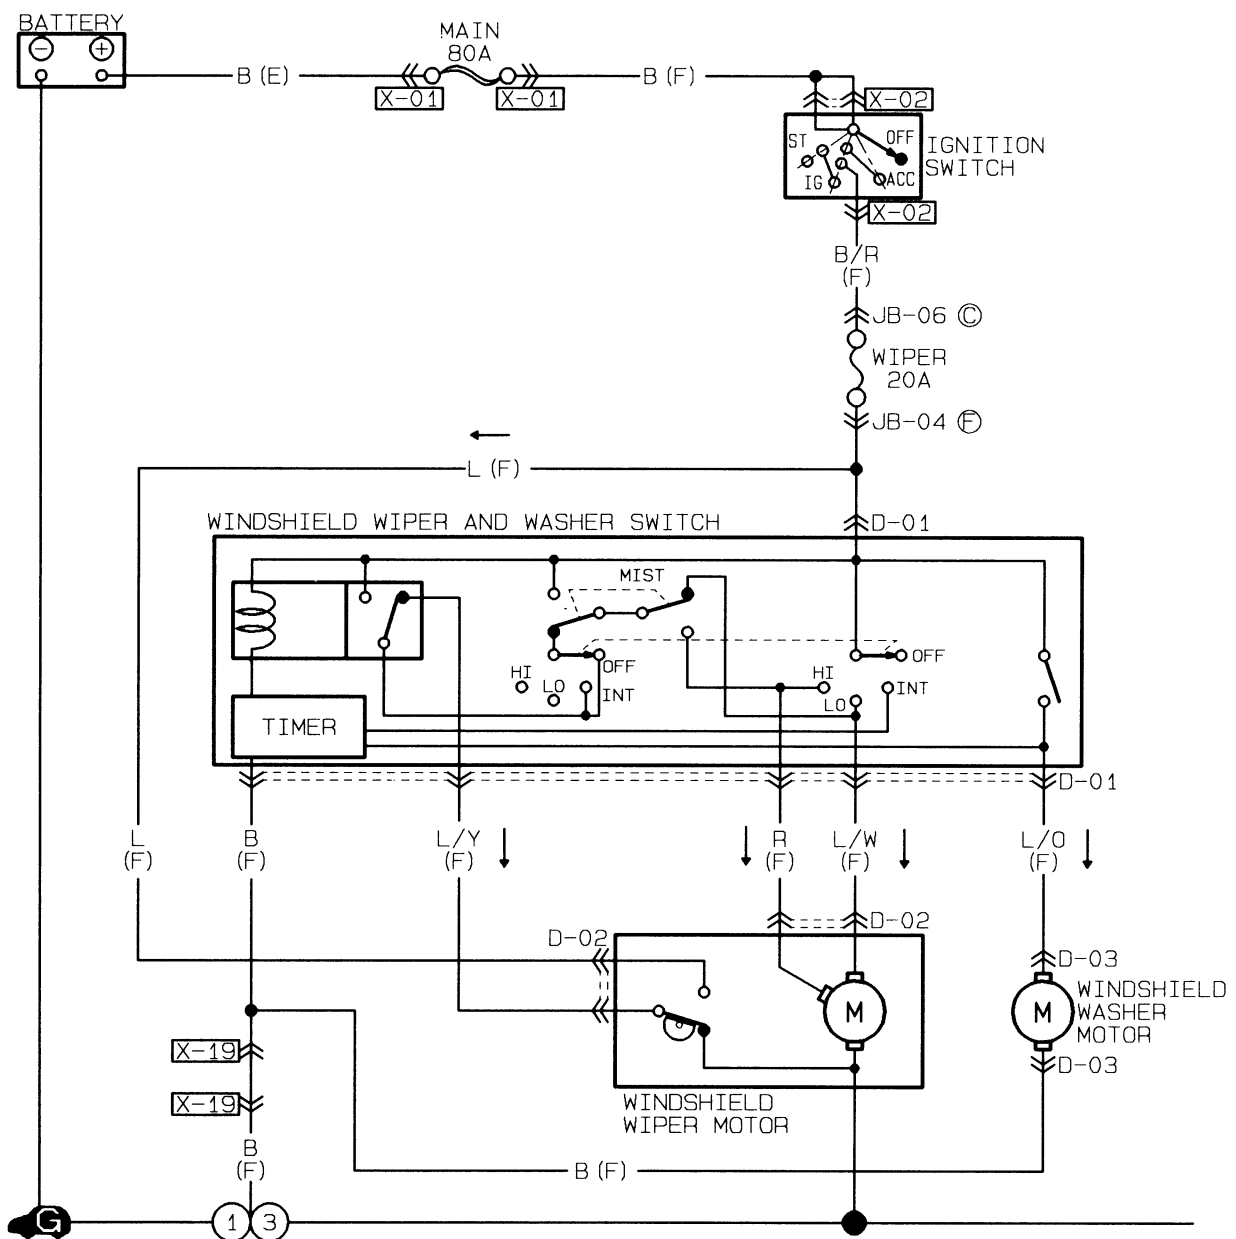 BATTERY
MAIN
80A
− +
B (E)
B (F)
X-01
X-01
X-02
ST
OFF
IG
ACC
IGNITION
SWITCH
X-02
B/R
(F)
JB-06 C
WIPER
20A
JB-04 F
L (F)
WINDSHIELD WIPER AND WASHER SWITCH
D-01
MIST
OFF
OFF
HI
LO
INT
HI
LO
INT
TIMER
D-01
L
(F)
B
(F)
L/Y
(F)
R
(F)
L/W
(F)
L/O
(F)
D-02
D-02
D-03
M
M
WINDSHIELD
WASHER
MOTOR
X-19
D-03
X-19
WINDSHIELD
WIPER MOTOR
B
(F)
B (F)
G
1
3